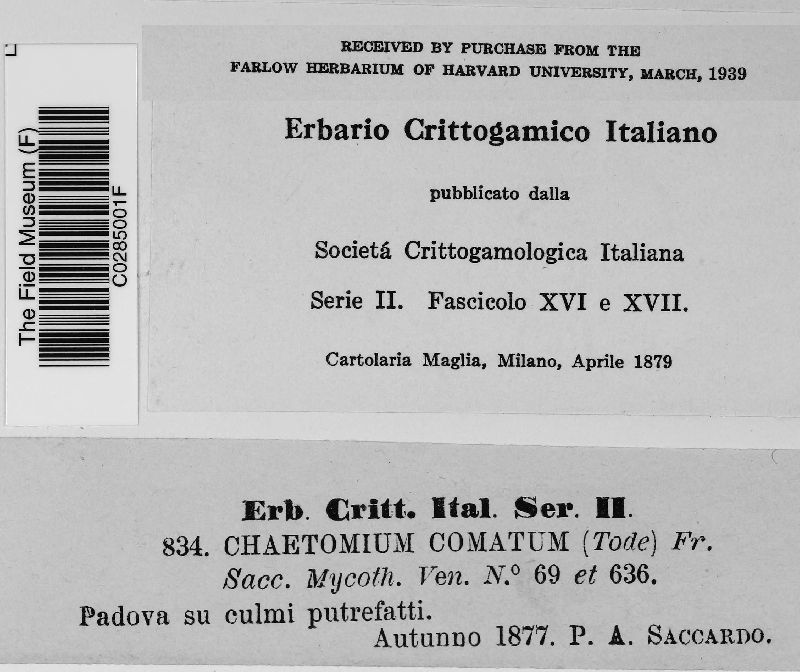 RECEIVED BY PURCHASE FROM THE
FARLOW HERBARIUM OF HARVARD UNIVERSITY, MARCH, 1939
The Field Museum (F)
C0285001F
Erbario Crittogamico Italiano
pubblicato dalla
Societá Crittogamologica Italiana
Serie II. Fascicolo XVI e XVII.
Cartolaria Maglia, Milano, Aprile 1879
Erb. Critt. Ital. Ser. II.
834. CHAETOMIUM COMATUM (Tode) Fr.
Sacc. Mycoth. Ven. N.º 69 et 636.
Padova su culmi putrefatti.
Autunno 1877. P. A. SACCARDO.